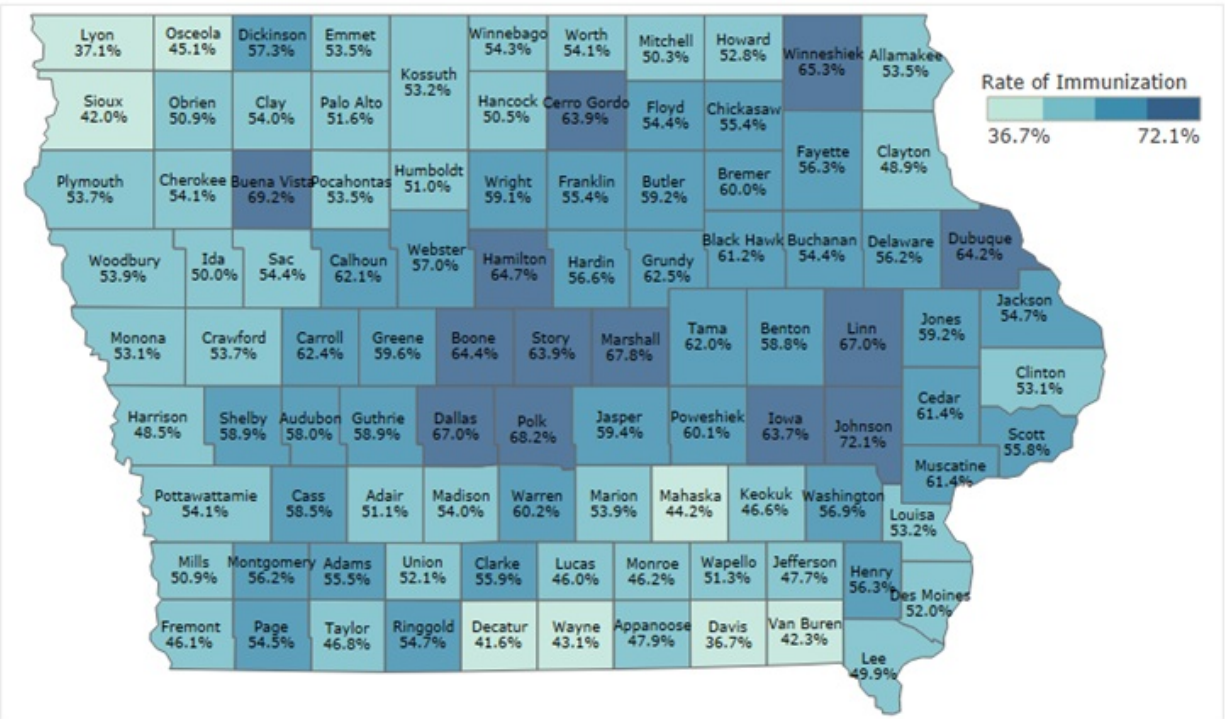 Lyon
37.1%
Osceola
45.1%
Dickinson
57.3%
Emmet
53.5%
Kossuth
53.2%
Winnebago
54.3%
Worth
54.1%
Mitchell
50.3%
Howard
52.8%
Winneshiek
65.3%
Allamakee
53.5%
Rate of Immunization
36.7%
72.1%
Sioux
42.0%
Obrien
50.9%
Clay
54.0%
Palo Alto
51.6%
Hancock
50.5%
Cerro Gordo
63.9%
Floyd
54.4%
Chickasaw
55.4%
Fayette
56.3%
Clayton
48.9%
Plymouth
53.7%
Cherokee
54.1%
Buena Vista
69.2%
Pocahontas
53.5%
Humboldt
51.0%
Wright
59.1%
Franklin
55.4%
Butler
59.2%
Bremer
60.0%
Woodbury
53.9%
Ida
50.0%
Sac
54.4%
Calhoun
62.1%
Webster
57.0%
Hamilton
64.7%
Hardin
56.6%
Grundy
62.5%
Black Hawk
61.2%
Buchanan
54.4%
Delaware
56.2%
Dubuque
64.2%
Monona
53.1%
Crawford
53.7%
Carroll
62.4%
Greene
59.6%
Boone
64.4%
Story
63.9%
Marshall
67.8%
Tama
62.0%
Benton
58.8%
Linn
67.0%
Jones
59.2%
Jackson
54.7%
Clinton
53.1%
Harrison
48.5%
Shelby
58.9%
Audubon
58.0%
Guthrie
58.9%
Dallas
67.0%
Polk
68.2%
Jasper
59.4%
Poweshiek
60.1%
Iowa
63.7%
Johnson
72.1%
Cedar
61.4%
Scott
55.8%
Muscatine
61.4%
Pottawattamie
54.1%
Cass
58.5%
Adair
51.1%
Madison
54.0%
Warren
60.2%
Marion
53.9%
Mahaska
44.2%
Keokuk
46.6%
Washington
56.9%
Louisa
53.2%
Mills
50.9%
Montgomery
56.2%
Adams
55.5%
Union
52.1%
Clarke
55.9%
Lucas
46.0%
Monroe
46.2%
Wapello
51.3%
Jefferson
47.7%
Henry
56.3%
Des Moines
52.0%
Fremont
46.1%
Page
54.5%
Taylor
46.8%
Ringgold
54.7%
Decatur
41.6%
Wayne
43.1%
Appanoose
47.9%
Davis
36.7%
Van Buren
42.3%
Lee
49.9%